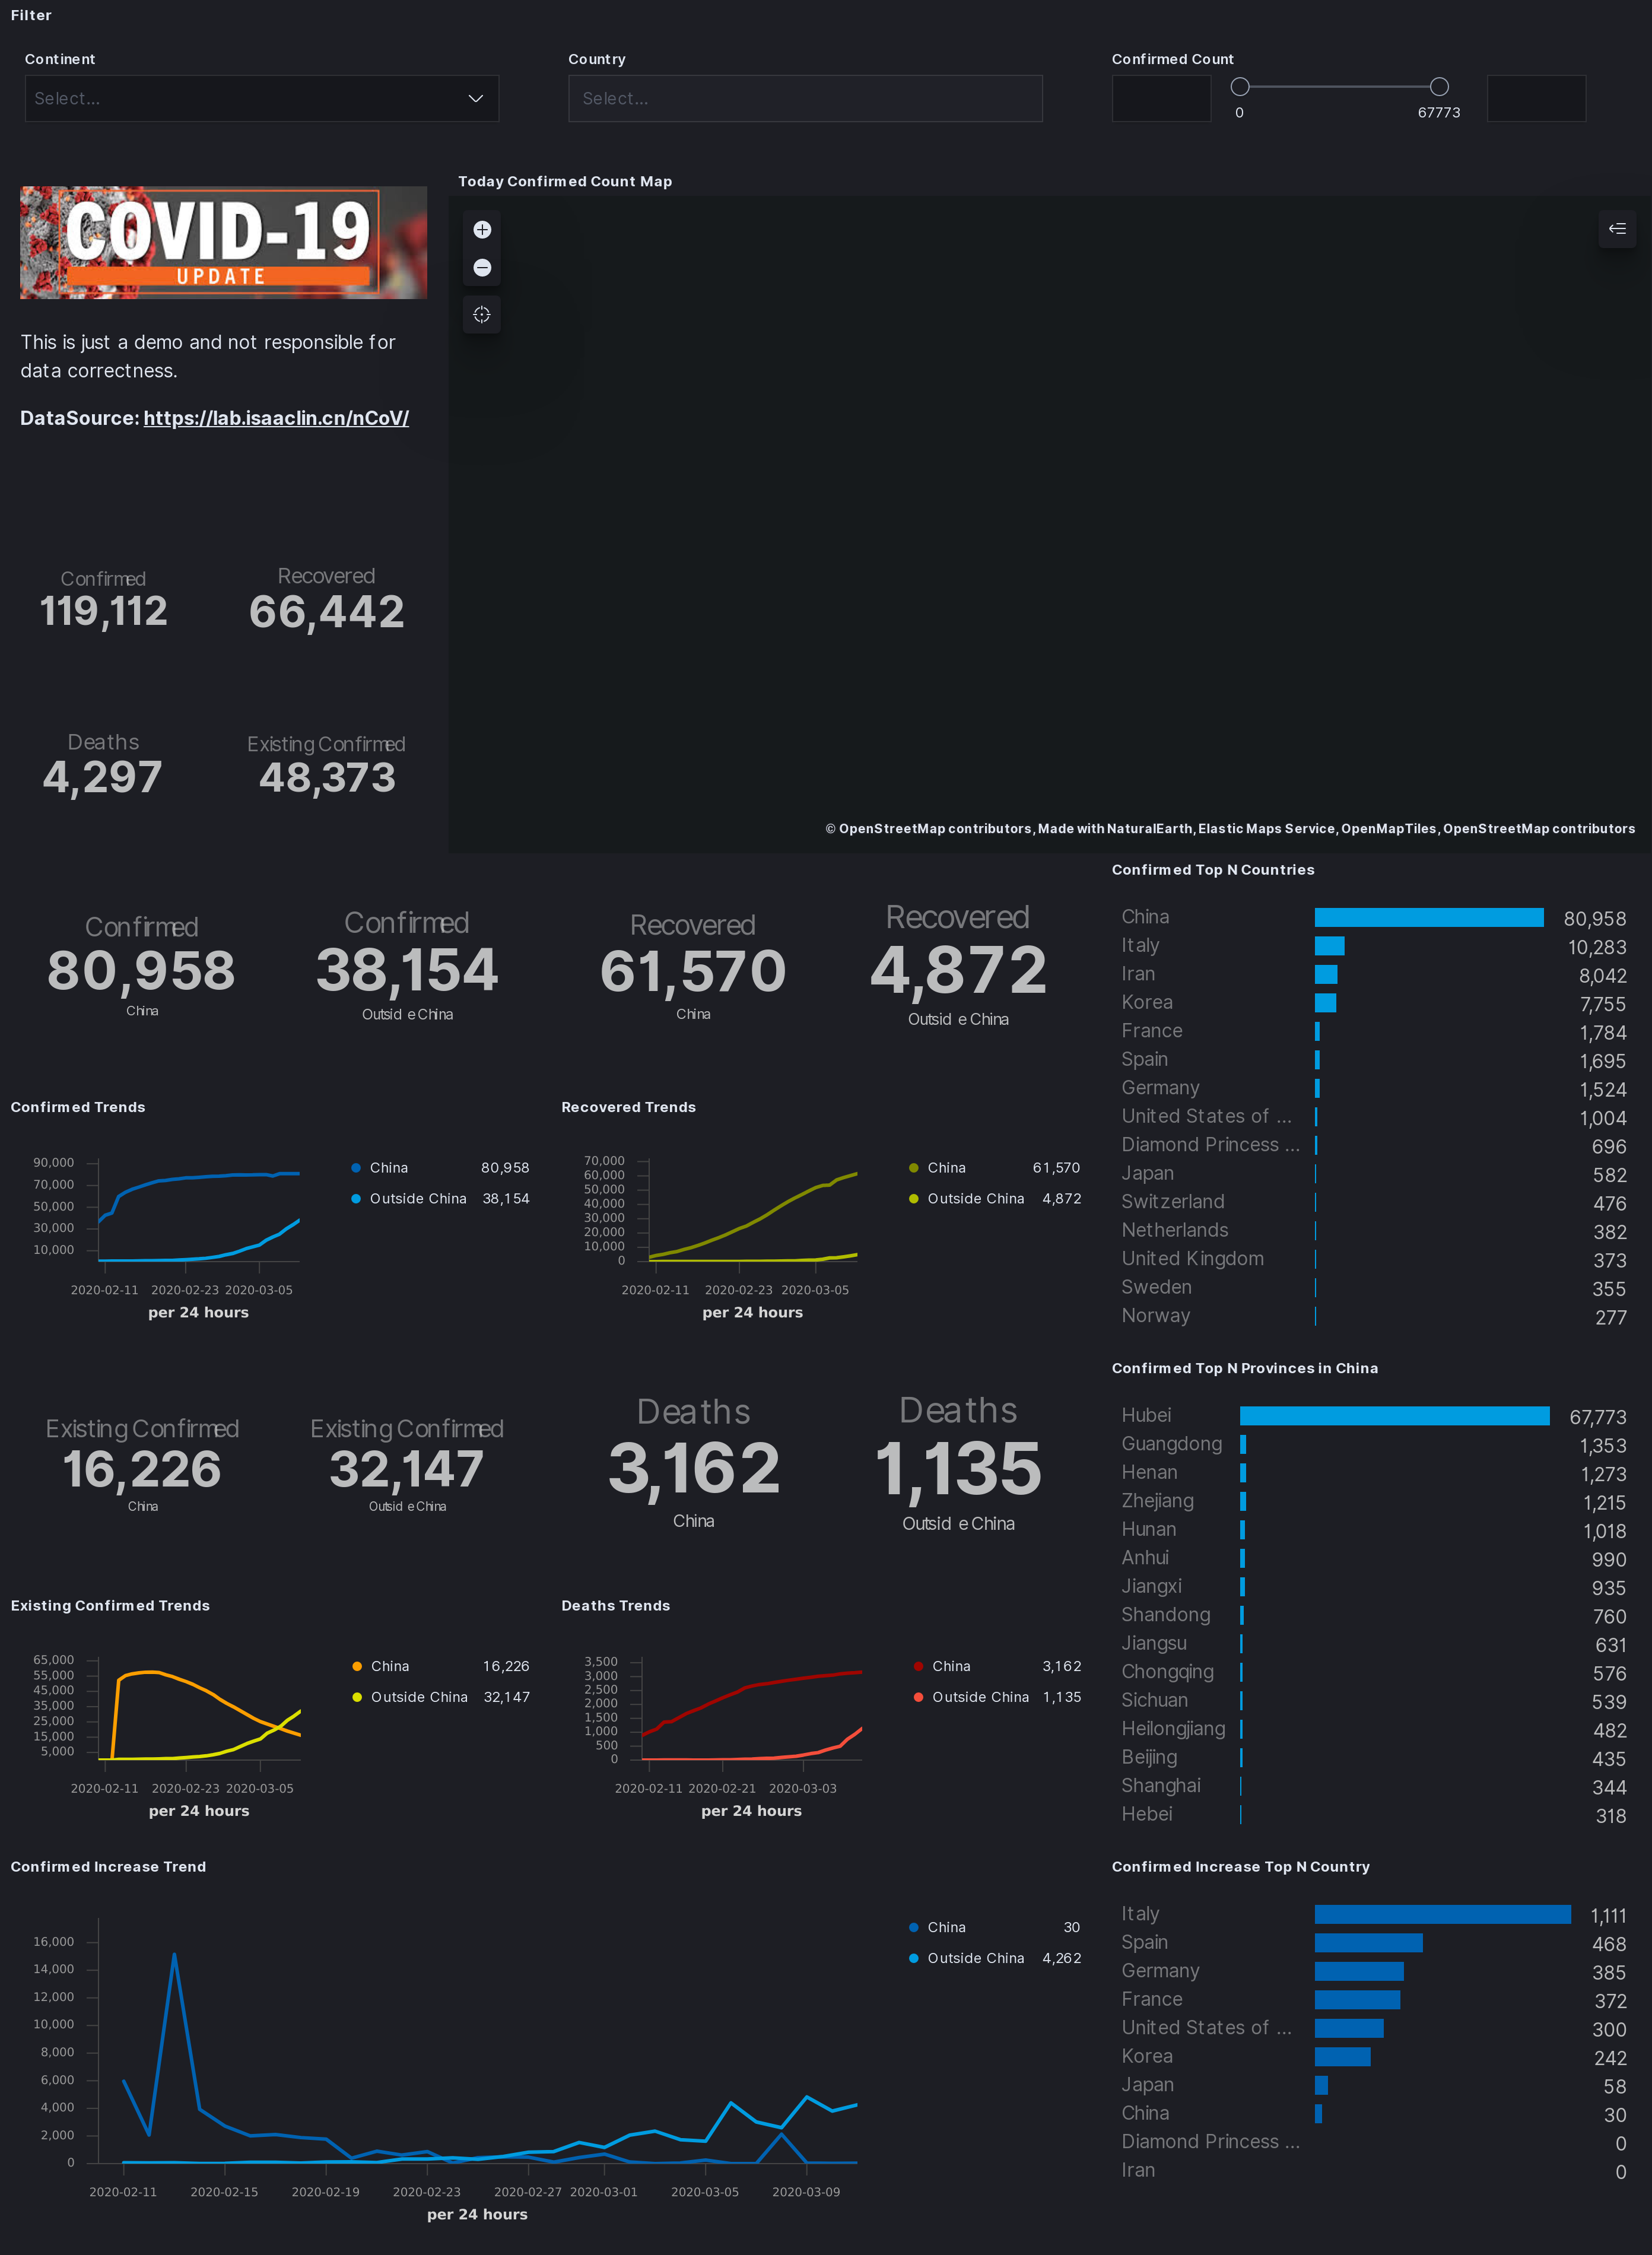 Filter
Continent
Country
Confirmed Count
Select...
Select...
0
67773
COVID-19
UPDATE
This is just a demo and not responsible for
data correctness.
DataSource: https://lab.isaaclin.cn/nCoV/
Today Confirmed Count Map
© OpenStreetMap contributors, Made with NaturalEarth, Elastic Maps Service, OpenMapTiles, OpenStreetMap contributors
Confirmed
119,112
Recovered
66,442
Deaths
4,297
Existing Confirmed
48,373
Confirmed
80,958
China
Confirmed
38,154
Outside China
Recovered
61,570
China
Recovered
4,872
Outside China
Confirmed Top N Countries
China 80,958
Italy 10,283
Iran 8,042
Korea 7,755
France 1,784
Spain 1,695
Germany 1,524
United States of ... 1,004
Diamond Princess ... 696
Japan 582
Switzerland 476
Netherlands 382
United Kingdom 373
Sweden 355
Norway 277
Confirmed Trends
90,000
70,000
50,000
30,000
10,000
2020-02-11 2020-02-23 2020-03-05
per 24 hours
China 80,958
Outside China 38,154
Recovered Trends
70,000
60,000
50,000
40,000
30,000
20,000
10,000
0
2020-02-11 2020-02-23 2020-03-05
per 24 hours
China 61,570
Outside China 4,872
Existing Confirmed
16,226
China
Existing Confirmed
32,147
Outside China
Deaths
3,162
China
Deaths
1,135
Outside China
Confirmed Top N Provinces in China
Hubei 67,773
Guangdong 1,353
Henan 1,273
Zhejiang 1,215
Hunan 1,018
Anhui 990
Jiangxi 935
Shandong 760
Jiangsu 631
Chongqing 576
Sichuan 539
Heilongjiang 482
Beijing 435
Shanghai 344
Hebei 318
Existing Confirmed Trends
65,000
55,000
45,000
35,000
25,000
15,000
5,000
2020-02-11 2020-02-23 2020-03-05
per 24 hours
China 16,226
Outside China 32,147
Deaths Trends
3,500
3,000
2,500
2,000
1,500
1,000
500
0
2020-02-11 2020-02-21 2020-03-03
per 24 hours
China 3,162
Outside China 1,135
Confirmed Increase Trend
16,000
14,000
12,000
10,000
8,000
6,000
4,000
2,000
0
2020-02-11 2020-02-15 2020-02-19 2020-02-23 2020-02-27 2020-03-01 2020-03-05 2020-03-09
per 24 hours
China 30
Outside China 4,262
Confirmed Increase Top N Country
Italy 1,111
Spain 468
Germany 385
France 372
United States of ... 300
Korea 242
Japan 58
China 30
Diamond Princess ... 0
Iran 0